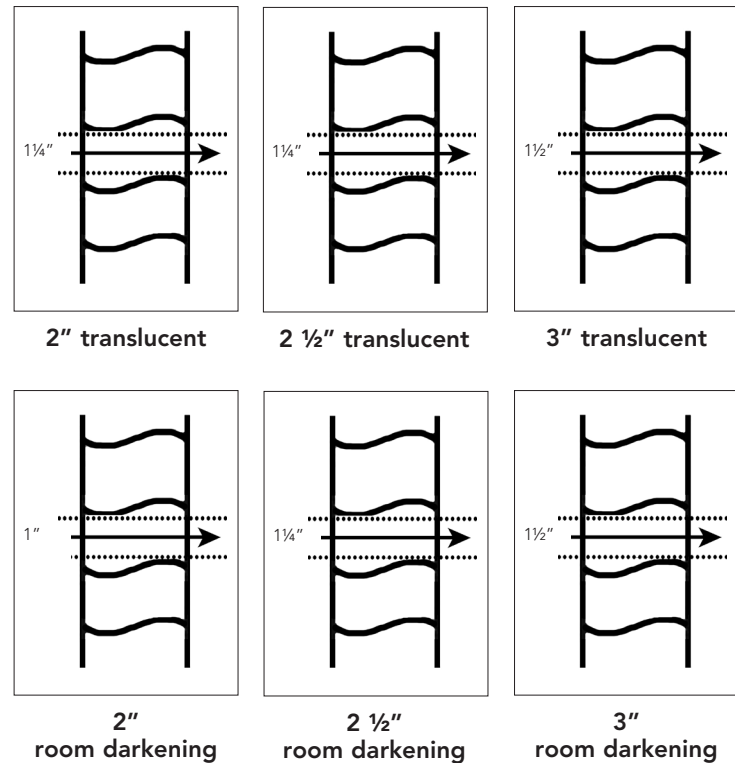 1¼”
1¼”
1½”
2” translucent
2 ½” translucent
3” translucent
1”
1¼”
1½”
2”
room darkening
2 ½”
room darkening
3”
room darkening